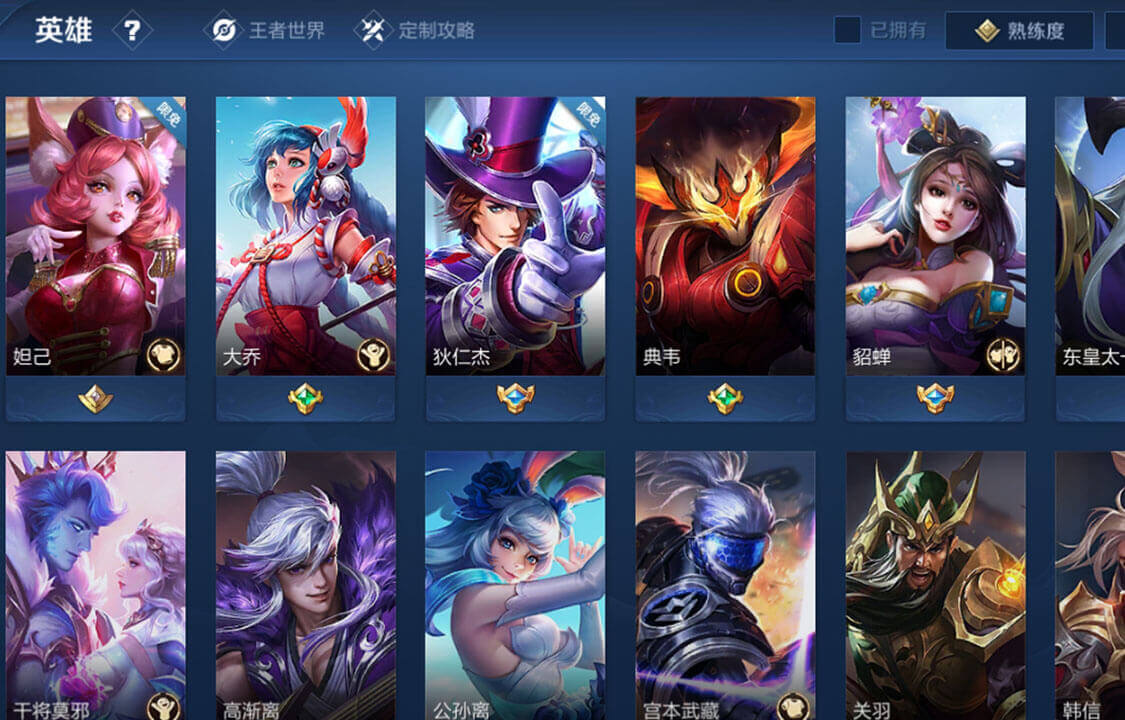 英雄 ? 王者世界 定制攻略 已拥有 熟练度
限免 限免
妲己 大乔 狄仁杰 典韦 貂蝉 东皇太一
干将莫邪 高渐离 公孙离 宫本武藏 关羽 韩信